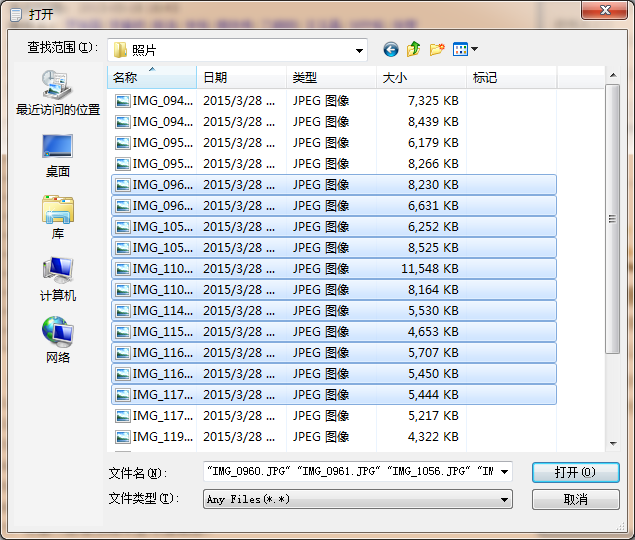 打开
查找范围(I): 照片
最近访问的位置
桌面
库
计算机
网络
名称 日期 类型 大小 标记
IMG_094... 2015/3/28 ... JPEG 图像 7,325 KB
IMG_094... 2015/3/28 ... JPEG 图像 8,439 KB
IMG_095... 2015/3/28 ... JPEG 图像 6,179 KB
IMG_095... 2015/3/28 ... JPEG 图像 8,266 KB
IMG_096... 2015/3/28 ... JPEG 图像 8,230 KB
IMG_096... 2015/3/28 ... JPEG 图像 6,631 KB
IMG_105... 2015/3/28 ... JPEG 图像 6,252 KB
IMG_105... 2015/3/28 ... JPEG 图像 8,525 KB
IMG_110... 2015/3/28 ... JPEG 图像 11,548 KB
IMG_110... 2015/3/28 ... JPEG 图像 8,164 KB
IMG_114... 2015/3/28 ... JPEG 图像 5,530 KB
IMG_115... 2015/3/28 ... JPEG 图像 4,653 KB
IMG_116... 2015/3/28 ... JPEG 图像 5,707 KB
IMG_116... 2015/3/28 ... JPEG 图像 5,450 KB
IMG_117... 2015/3/28 ... JPEG 图像 5,444 KB
IMG_117... 2015/3/28 ... JPEG 图像 5,217 KB
IMG_119... 2015/3/28 ... JPEG 图像 4,322 KB
文件名(N): "IMG_0960.JPG" "IMG_0961.JPG" "IMG_1056.JPG" "IM 打开(O)
文件类型(T): Any Files(*.*) 取消